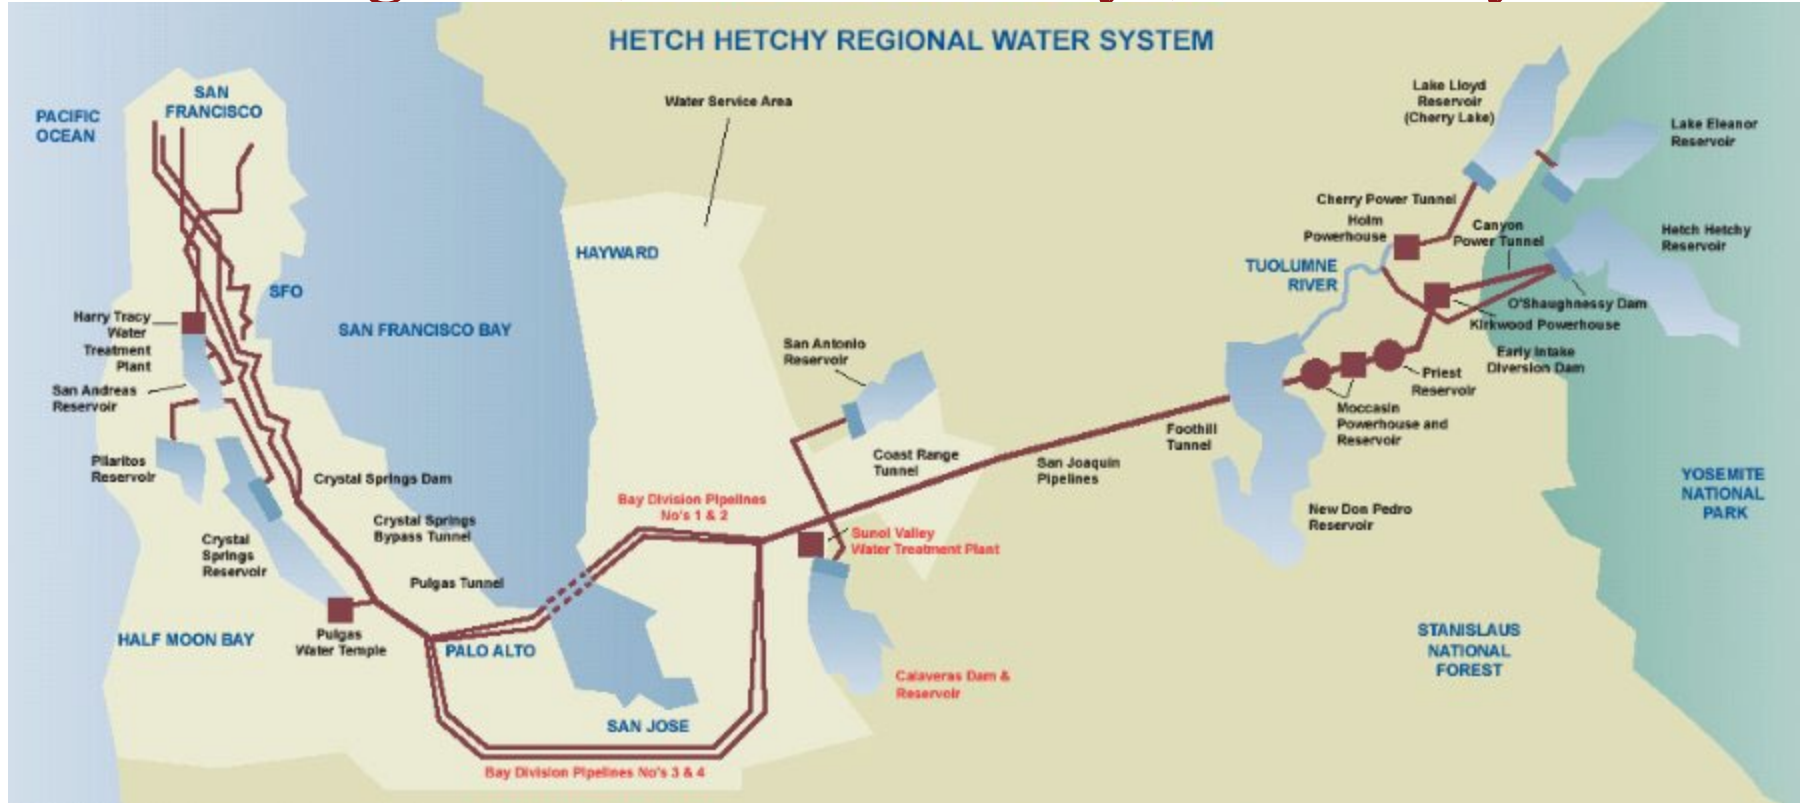 HETCH HETCHY REGIONAL WATER SYSTEM
PACIFIC
OCEAN
SAN
FRANCISCO
Water Service Area
Lake Lloyd
Reservoir
(Cherry Lake)
Lake Eleanor
Reservoir
Cherry Power Tunnel
Holm
Powerhouse
Canyon
Power Tunnel
Hetch Hetchy
Reservoir
HAYWARD
TUOLUMNE
RIVER
SFO
O'Shaughnessy Dam
Kirkwood Powerhouse
SAN FRANCISCO BAY
Harry Tracy
Water
Treatment
Plant
San Andreas
Reservoir
San Antonio
Reservoir
Early Intake
Diversion Dam
Priest
Reservoir
Moccasin
Powerhouse and
Reservoir
Foothill
Tunnel
Coast Range
Tunnel
San Joaquin
Pipelines
Pilaritos
Reservoir
Crystal Springs Dam
Bay Division Pipelines
No's 1 & 2
YOSEMITE
NATIONAL
PARK
New Don Pedro
Reservoir
Crystal Springs
Bypass Tunnel
Crystal
Springs
Reservoir
Sunol Valley
Water Treatment Plant
Pulgas Tunnel
HALF MOON BAY
Pulgas
Water Temple
PALO ALTO
STANISLAUS
NATIONAL
FOREST
Calaveras Dam &
Reservoir
SAN JOSE
Bay Division Pipelines No's 3 & 4